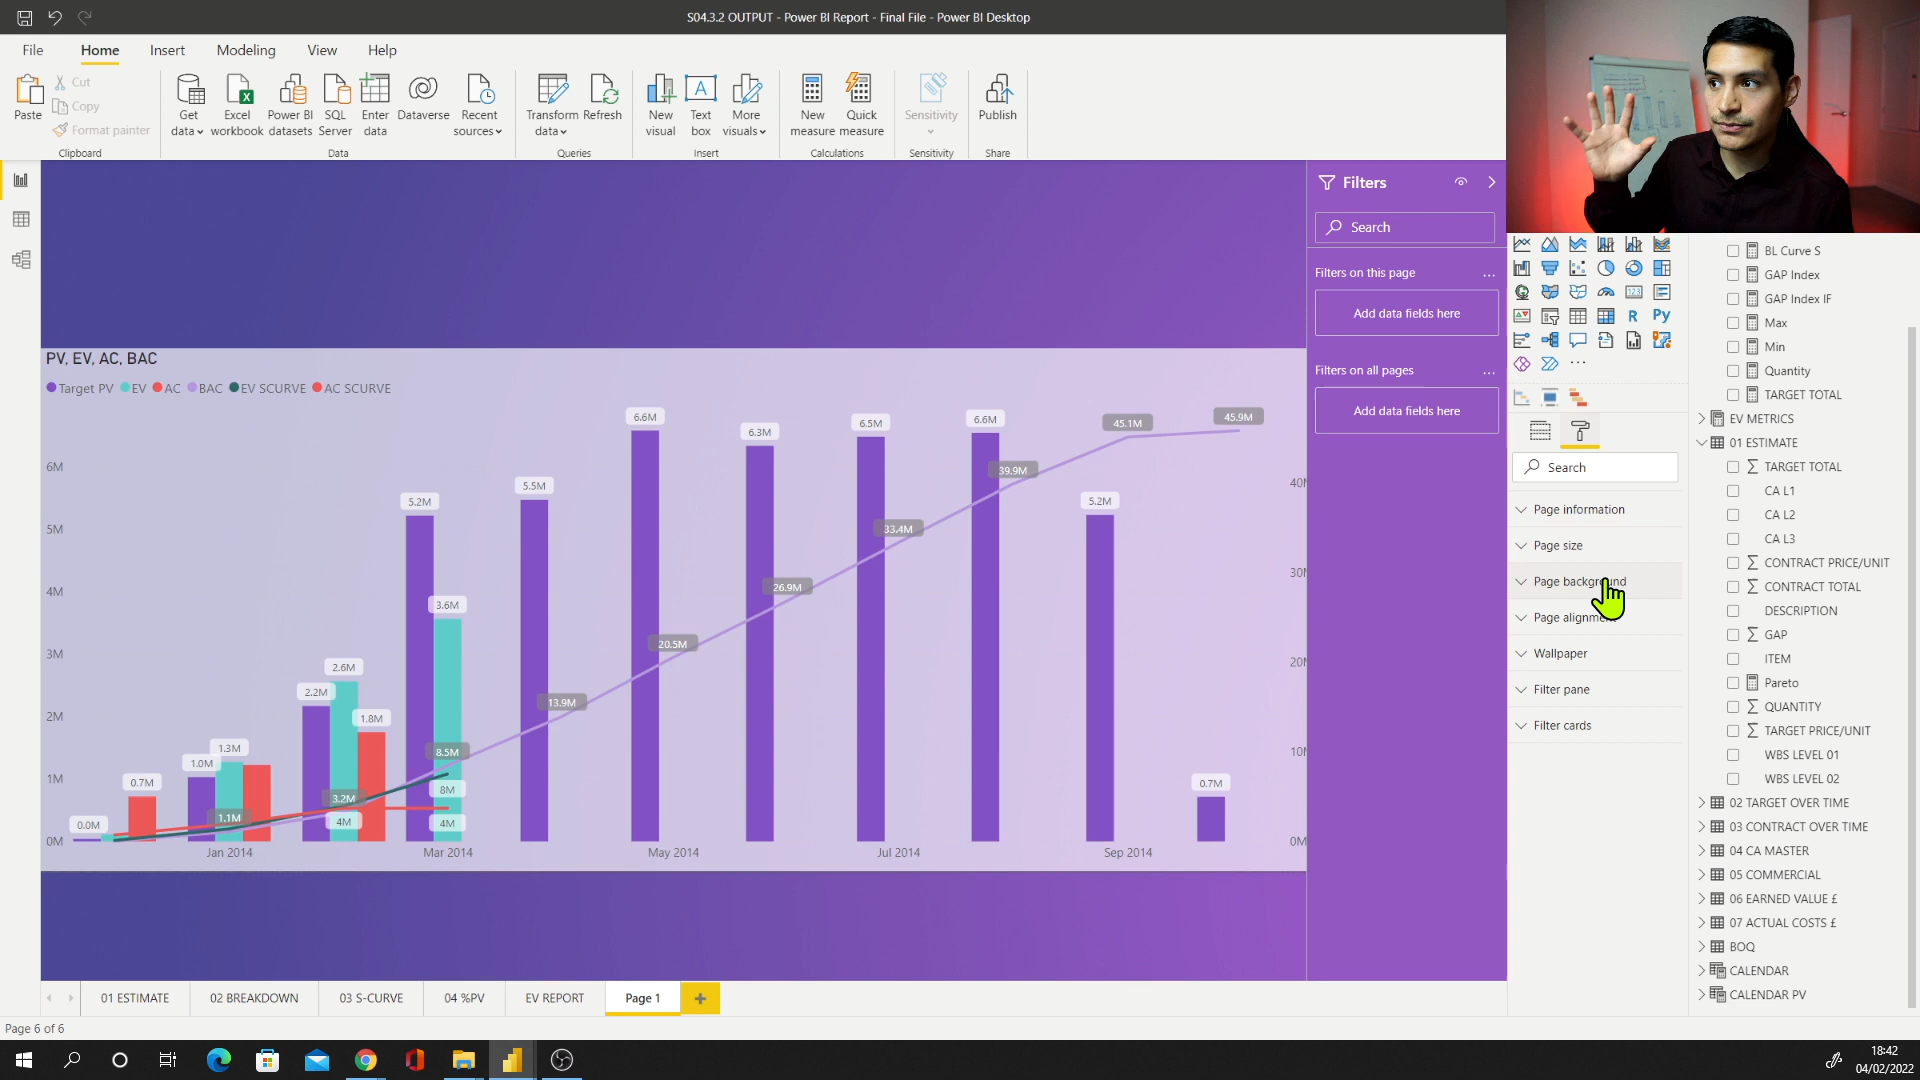 S04.3.2 OUTPUT - Power BI Report - Final File - Power BI Desktop
File Home Insert Modeling View Help
Paste
Cut
Copy
Format painter
Clipboard
Get data
Excel workbook
Power BI datasets
SQL Server
Enter data
Dataverse
Recent sources
Data
Transform data
Refresh
Queries
New visual
Text box
More visuals
Insert
New measure
Quick measure
Calculations
Sensitivity
Sensitivity
Publish
Share
PV, EV, AC, BAC
Target PV EV AC BAC EV SCURVE AC SCURVE
6M
5M
4M
3M
2M
1M
0M
0.0M
0.7M
1.0M
1.3M
1.1M
2.2M
2.6M
1.8M
3.2M
4M
5.2M
3.6M
8.5M
8M
4M
5.5M
13.9M
6.6M
20.5M
6.3M
26.9M
6.5M
33.4M
6.6M
39.9M
5.2M
45.1M
0.7M
45.9M
Jan 2014 Mar 2014 May 2014 Jul 2014 Sep 2014
0M
Filters
Search
Filters on this page ...
Add data fields here
Filters on all pages ...
Add data fields here
123
R Py
...
Search
Page information
Page size
Page background
Page alignm
Wallpaper
Filter pane
Filter cards
BL Curve S
GAP Index
GAP Index IF
Max
Min
Quantity
TARGET TOTAL
EV METRICS
01 ESTIMATE
TARGET TOTAL
CA L1
CA L2
CA L3
CONTRACT PRICE/UNIT
CONTRACT TOTAL
DESCRIPTION
GAP
ITEM
Pareto
QUANTITY
TARGET PRICE/UNIT
WBS LEVEL 01
WBS LEVEL 02
02 TARGET OVER TIME
03 CONTRACT OVER TIME
04 CA MASTER
05 COMMERCIAL
06 EARNED VALUE £
07 ACTUAL COSTS £
BOQ
CALENDAR
CALENDAR PV
01 ESTIMATE 02 BREAKDOWN 03 S-CURVE 04 %PV EV REPORT Page 1 +
Page 6 of 6
18:42
04/02/2022